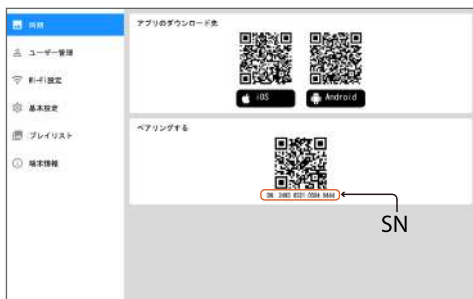 同期
アプリのダウンロード先
ユーザー管理
Wi-Fi設定
iOS
Android
基本設定
ペアリングする
プレイリスト
端末情報
SN